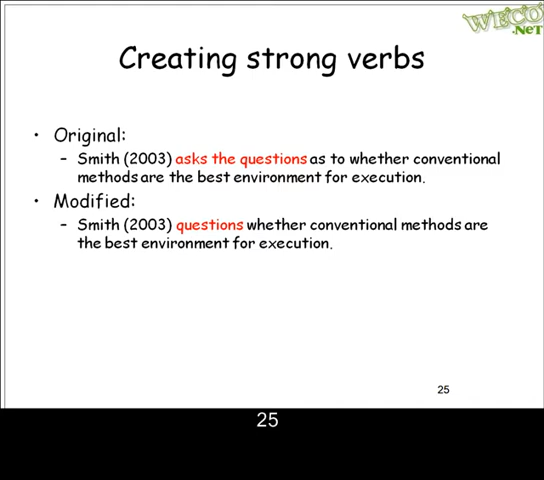 WECO
.NeT
Creating strong verbs
• Original:
– Smith (2003) asks the questions as to whether conventional
methods are the best environment for execution.
• Modified:
– Smith (2003) questions whether conventional methods are
the best environment for execution.
25
25